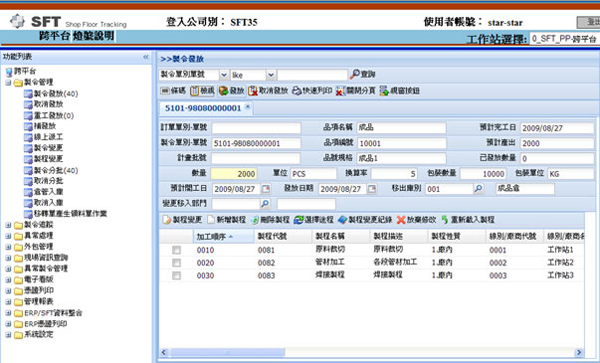 SFT Shop Floor Tracking 登入公司別： SFT35 使用者帳號： star-star
跨平台 燈號說明 工作站選擇: 0_SFT_PP-跨平台
功能列表 «
跨平台
製令管理
製令發放(40)
取消發放
重工發放(0)
補發放
線上派工
製令變更
製程變更
製令分批(40)
取消分批
倉管入庫
取消入庫
移轉單產生領料單作業
製令追蹤
異常處理
外包管理
現場資訊查詢
異常製令管理
電子看板
憑證列印
管理報表
ERP/SFT資料整合
ERP憑證列印
系統設定
>>製令發放
製令單別單號 like 查詢
條碼 檢視 發放 取消發放 快速列印 關閉分頁 視窗按鈕
5101-98080000001
訂單單別-單號 品項名稱 成品 預計完工日 2009/08/27
製令單別-單號 5101-98080000001 品項編號 10001 預計產出 2000
計畫批號 品號規格 成品1 已發放數量 0
數量 2000 單位 PCS 換算率 5 包裝數量 10000 包裝單位 KG
預計開工日 2009/08/27 發放日期 2009/08/27 移出庫別 001 成品倉
變更移入部門
製程變更 新增製程 刪除製程 選擇途程 製程變更紀錄 放棄修改 重新載入製程
加工順序 製程代號 製程名稱 製程描述 製程性質 線別/廠商代號 線別/廠商名
0010 0081 原料裁切 原料裁切 1.廠內 0001 工作站1
0020 0082 管材加工 各段管材加工 1.廠內 0002 工作站2
0030 0083 焊接製程 焊接製程 1.廠內 0003 工作站3